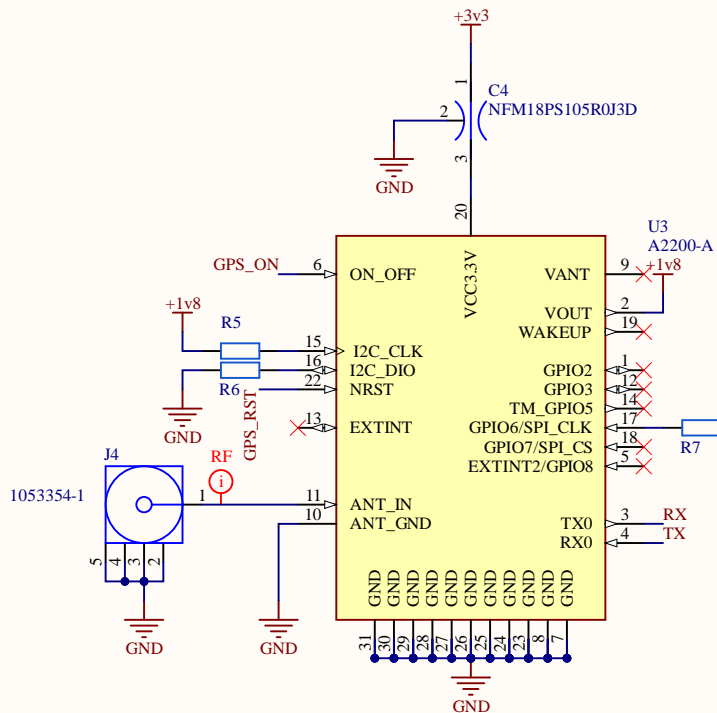 +3v3
1
C4
2
NFM18PS105R0J3D
GND
3
20
U3
A2200-A
GPS_ON
6
ON_OFF
VCC3.3V
VANT
9
+1v8
+1v8
VOUT
2
R5
WAKEUP
19
15
I2C_CLK
16
I2C_DIO
GPIO2
1
R6
22
NRST
GPIO3
12
GPS_RST
TM_GPIO5
14
GND
13
EXTINT
GPIO6/SPI_CLK
17
R7
GPIO7/SPI_CS
18
J4
RF
EXTINT2/GPIO8
5
i
1053354-1
1
11
ANT_IN
10
ANT_GND
TX0
3
RX
RX0
4
TX
5
4
3
2
GND
GND
GND
GND
GND
GND
GND
GND
GND
GND
GND
31
30
29
28
27
26
25
24
23
8
7
GND
GND
GND